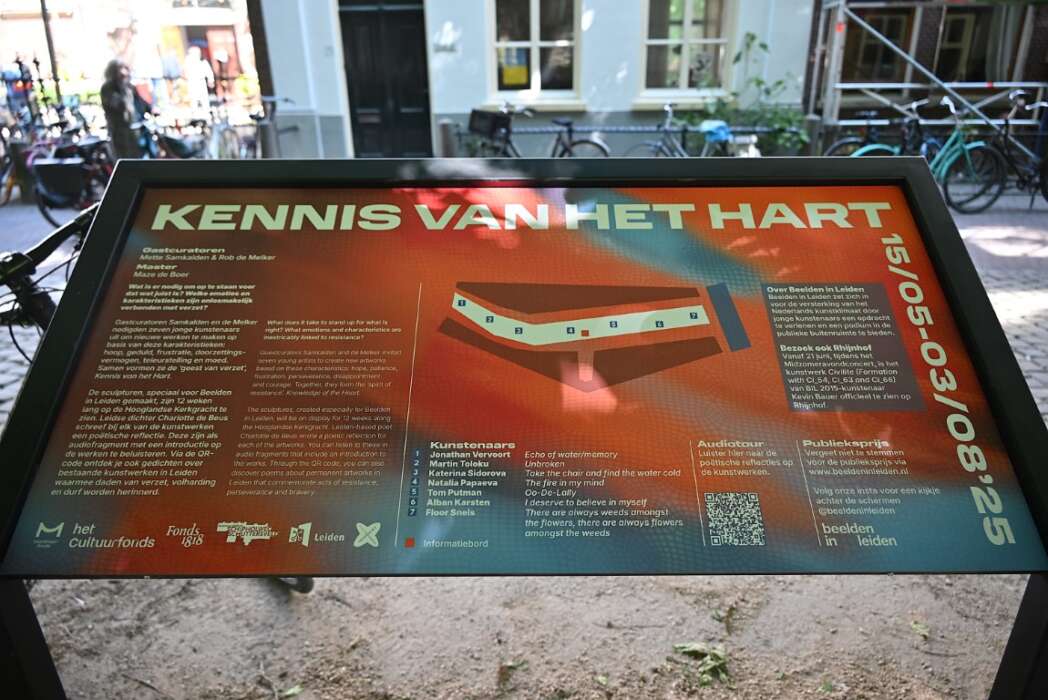 KENNIS VAN HET HART
15/05-03/08'25
Gastcuratoren
Mette Samkalden & Rob de Melker
Master
Maze de Boer
Wat is er nodig om op te staan voor
dat wat juist is? Welke emoties en
karakteristieken zijn onlosmakelijk
verbonden met verzet?
Gastcuratoren Samkalden en de Melker
nodigden zeven jonge kunstenaars
uit om nieuwe werken te maken op
basis van deze karakteristieken:
hoop, geduld, frustratie, doorzettings-
vermogen, teleurstelling en moed.
Samen vormen ze de 'geest van verzet',
Kennis van het Hart.
De sculpturen, speciaal voor Beelden
in Leiden gemaakt, zijn 12 weken
lang op de Hooglandse Kerkgracht te
zien. Leidse dichter Charlotte de Beus
schreef bij elk van de kunstwerken
een politische reflectie. Deze zijn als
audiofragment met een introductie op
de werken te beluisteren. Via de QR-
code ontdek je ook gedichten over
bestaande kunstwerken in Leiden
waarmee daden van verzet, volharding
en durf worden herinnerd.
What does it take to stand up for what is
right? What emotions and characteristics are
inextricably linked to resistance?
Guestcurators Samkalden and de Melker invited
seven young artists to create new artworks
based on these characteristics: hope, patience,
frustration, perseverance, disappointment
and courage. Together, they form the 'spirit of
resistance', Knowledge of the Heart.
The sculptures, created especially for Beelden
in Leiden, will be on display for 12 weeks along
the Hooglandse Kerkgracht. Leiden-based poet
Charlotte de Beus wrote a poetic reflection for
each of the artworks. You can listen to these in
audio fragments that include an introduction to
the works. Through the QR code, you can also
discover poems about permanent artworks in
Leiden that commemorate acts of resistance,
perseverance and bravery.
1
2
3
4
5
6
7
Over Beelden in Leiden
Beelden in Leiden zet zich in
voor de versterking van het
Nederlands kunstklimaat door
jonge kunstenaars een opdracht
te verlenen en een podium in de
publieke buitenruimte te bieden.
Bezoek ook Rhijnhof
Vanaf 21 juni, tijdens het
Midzomeravondconcert, is het
kunstwerk Civilité (Formation
with Ci_54, Ci_63 and Ci_66)
van BIL 2015-kunstenaar
Kevin Bauer officieel te zien op
Rhijnhof.
Kunstenaars
1 Jonathan Vervoort Echo of water/memory
2 Martin Toloku Unbroken
3 Katerina Sidorova Take the chair and find the water cold
4 Natalia Papaeva The fire in my mind
5 Tom Putman Oo-De-Lally
6 Alben Karsten I deserve to believe in myself
7 Floor Snels There are always weeds amongst
the flowers, there are always flowers
amongst the weeds
Informatiebord
Audiotour
Luister hier naar de
poëtische reflecties op
de kunstwerken.
Publieksprijs
Vergeet niet te stemmen
voor de publieksprijs via
www.beeldeninleiden.nl
Volg onze insta voor een kijkje
achter de schermen
@beeldeninleiden
beelden
in leiden
het
Cultuurfonds
Fonds
1818
Leiden